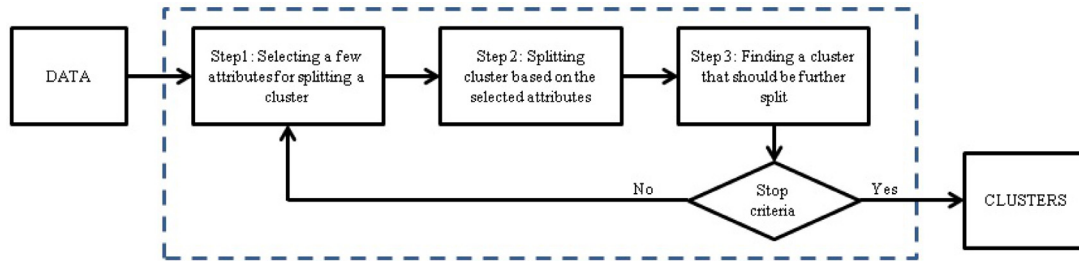 DATA
Step1: Selecting a few
attributes for splitting a
cluster
Step 2: Splitting
cluster based on the
selected attributes
Step 3: Finding a cluster
that should be further
split
No
Stop
criteria
Yes
CLUSTERS